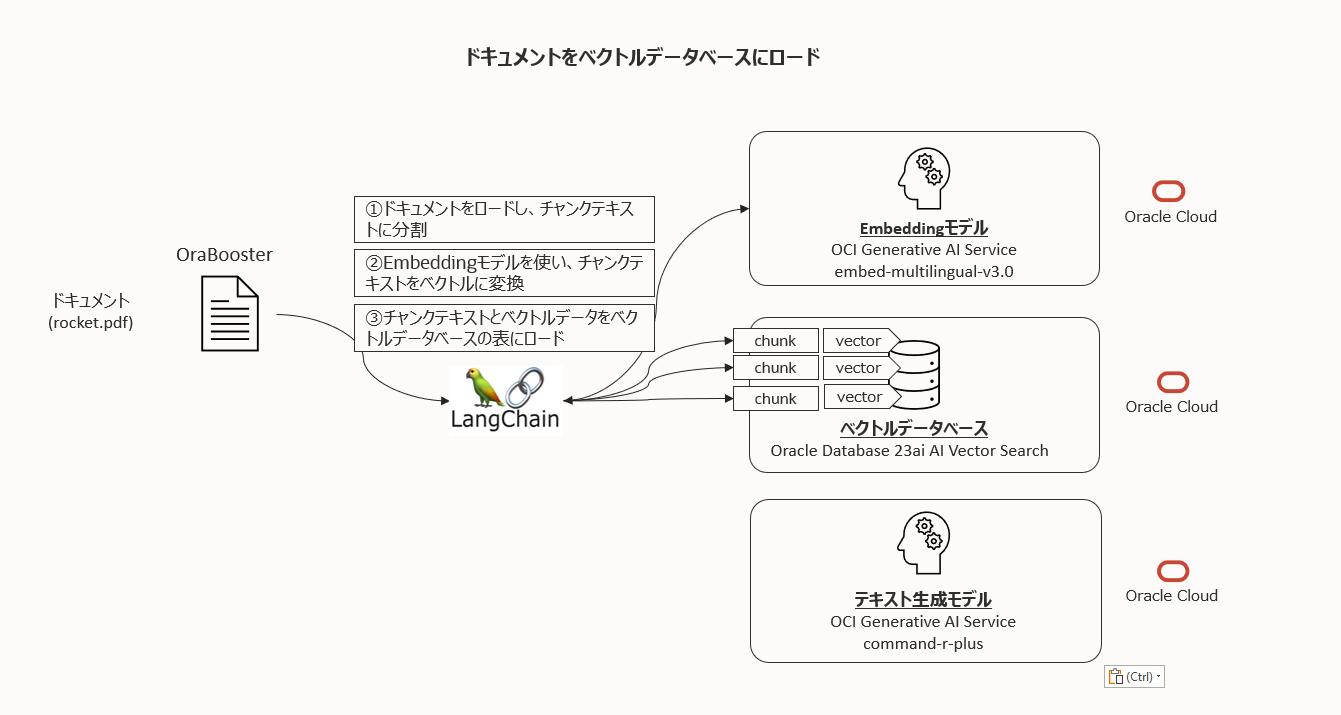 ドキュメントをベクトルデータベースにロード
OraBooster
ドキュメント
(rocket.pdf)
①ドキュメントをロードし、チャンクテキス
トに分割
②Embeddingモデルを使い、チャンクテ
キストをベクトルに変換
③チャンクテキストとベクトルデータをベク
トルデータベースの表にロード
LangChain
Embeddingモデル
OCI Generative AI Service
embed-multilingual-v3.0
Oracle Cloud
chunk vector
chunk vector
chunk vector
ベクトルデータベース
Oracle Database 23ai AI Vector Search
Oracle Cloud
テキスト生成モデル
OCI Generative AI Service
command-r-plus
Oracle Cloud
(Ctrl)